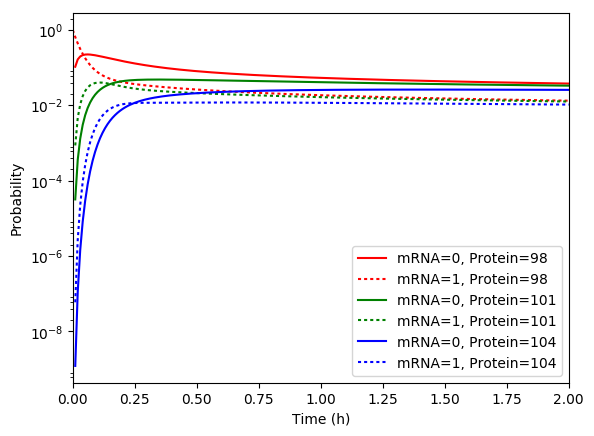 10⁰
10⁻²
10⁻⁴
10⁻⁶
10⁻⁸
Probability
mRNA=0, Protein=98
mRNA=1, Protein=98
mRNA=0, Protein=101
mRNA=1, Protein=101
mRNA=0, Protein=104
mRNA=1, Protein=104
0.00 0.25 0.50 0.75 1.00 1.25 1.50 1.75 2.00
Time (h)